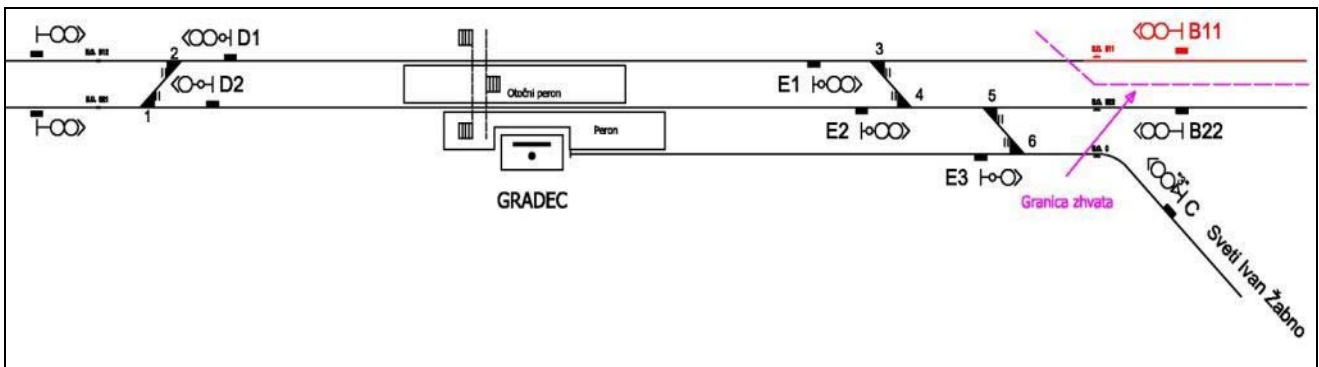 D1
B11
2
3
D2
E1
Otočni peron
4
5
1
E2
B22
Peron
6
E3
C
GRADEC
Granica zhvata
Sveti Ivan Žabno